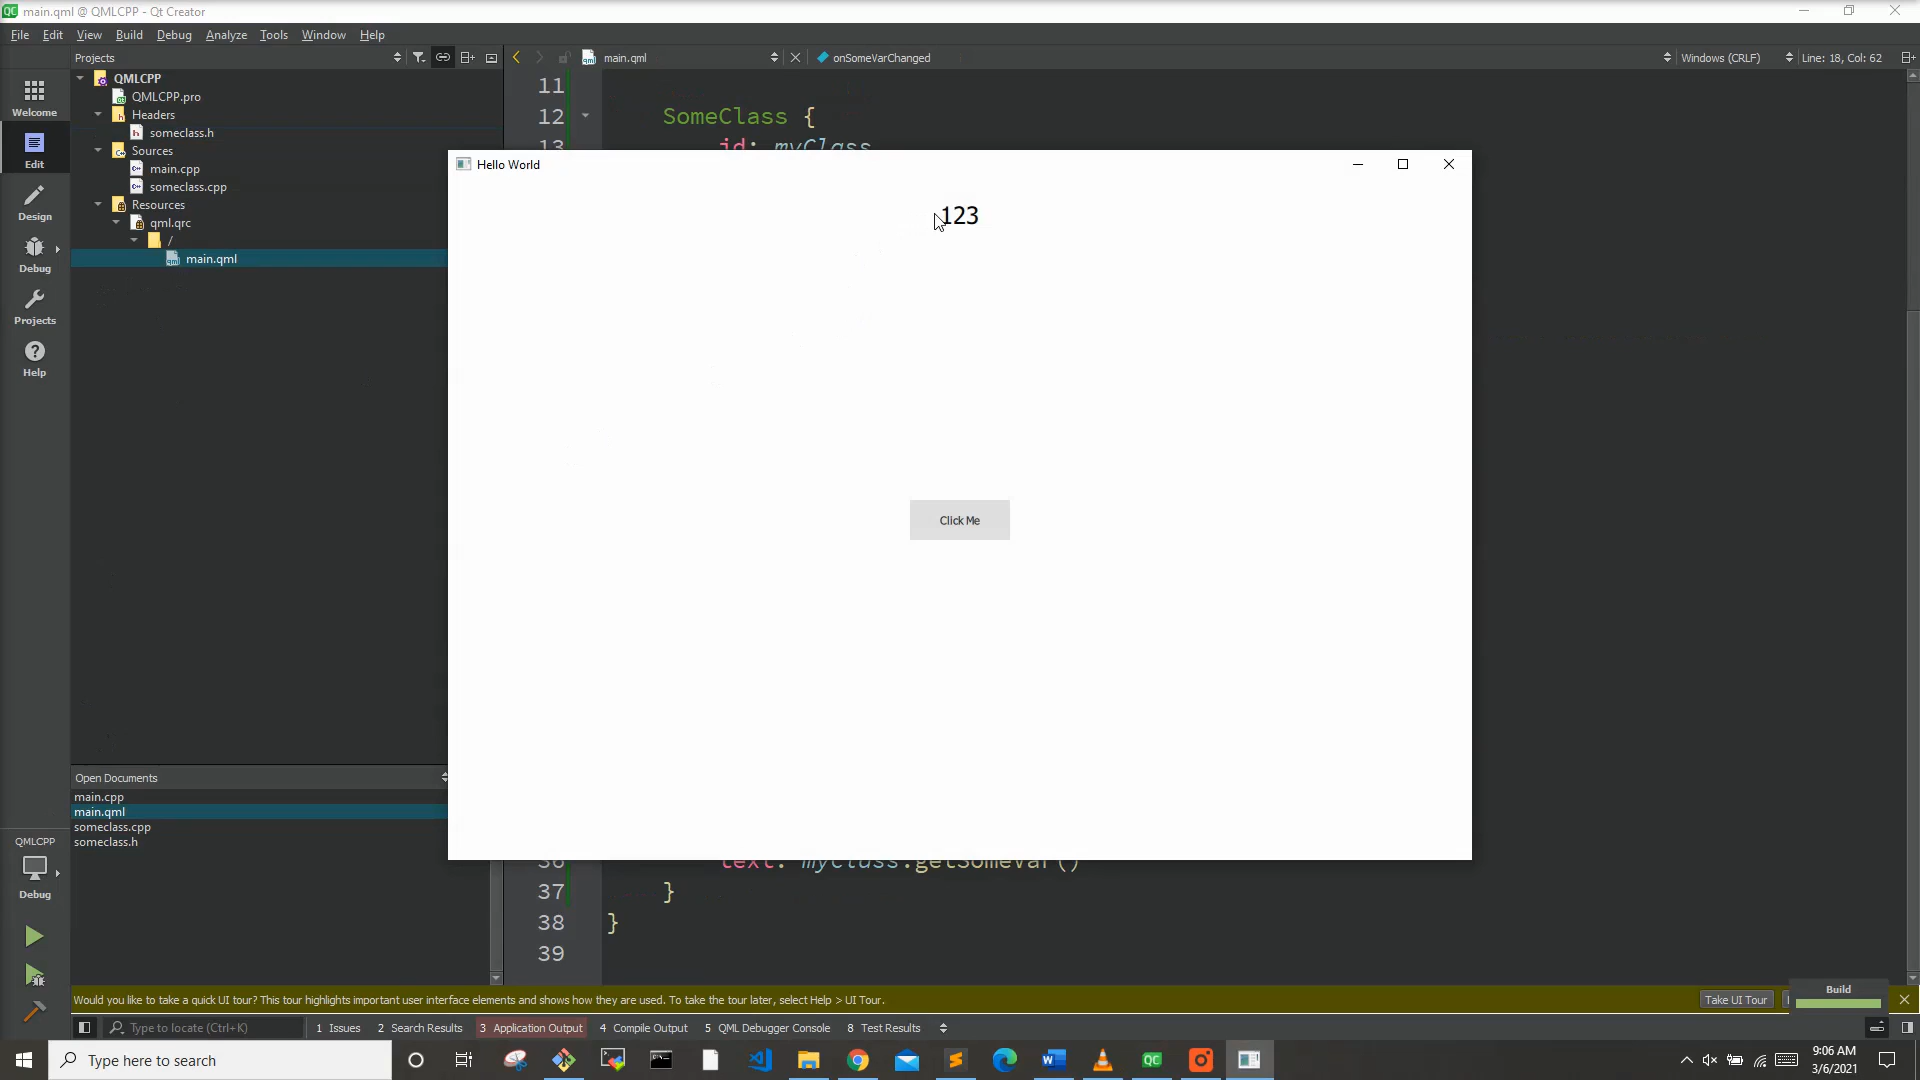 main.qml @ QMLCPP - Qt Creator
File Edit View Build Debug Tools Analyze Window Help
Projects
main.qml
onSomeVarChanged
Windows (CRLF)
Line: 18, Col: 62
QMLCPP
QMLCPP.pro
Headers
someclass.h
Sources
main.cpp
someclass.cpp
Resources
qml.qrc
/
main.qml
Welcome
Edit
Design
Debug
Projects
Help
11
12 SomeClass {
13 id: myClass
Hello World
123
Click Me
36 text: myClass.getSomeVar()
37 }
38 }
39
Open Documents
main.cpp
main.qml
someclass.cpp
someclass.h
QMLCPP
Debug
Would you like to take a quick UI tour? This tour highlights important user interface elements and shows how they are used. To take the tour later, select Help > UI Tour.
Take UI Tour
Build
Type to locate (Ctrl+K)
1 Issues
2 Search Results
3 Application Output
4 Compile Output
5 QML Debugger Console
8 Test Results
Type here to search
9:06 AM
3/6/2021